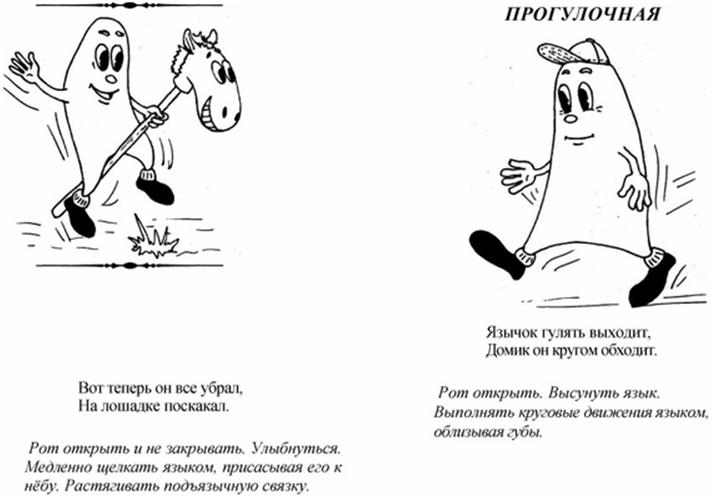 Вот теперь он все убрал,
На лошадке поскакал.
Рот открыть и не закрывать. Улыбнуться.
Медленно щелкать языком, присасывая его к
нёбу. Растягивать подъязычную связку.
ПРОГУЛОЧНАЯ
Язычок гулять выходит,
Домик он кругом обходит.
Рот открыть. Высунуть язык.
Выполнять круговые движения языком,
облизывая губы.